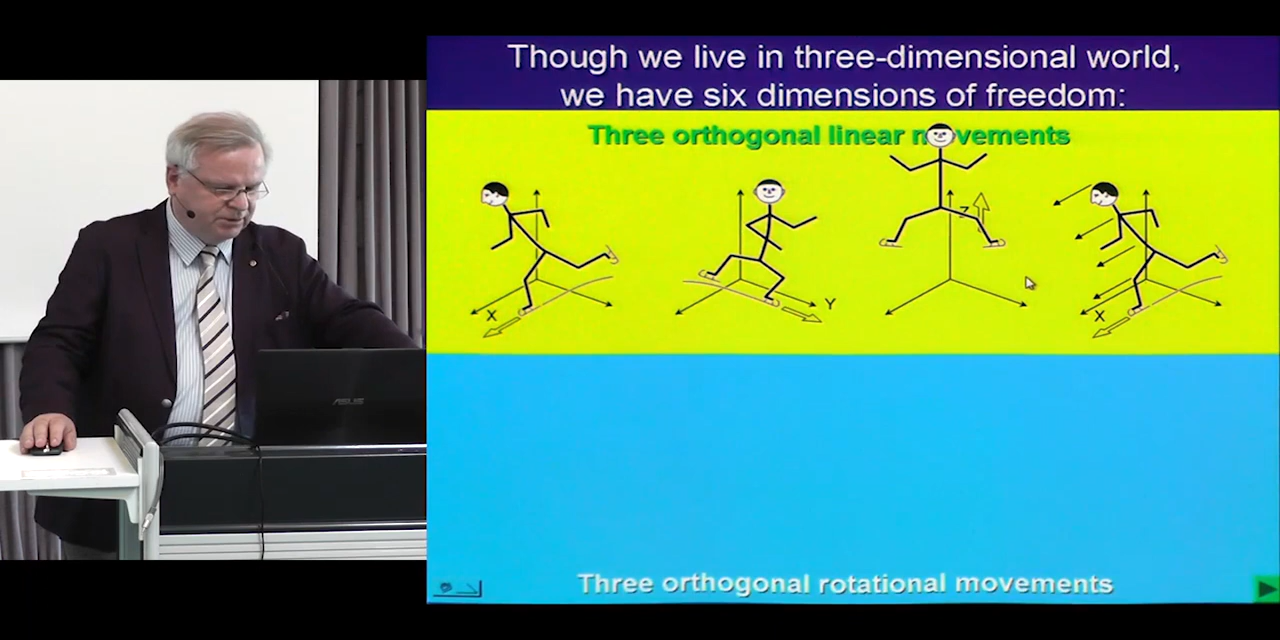 Though we live in three-dimensional world,
we have six dimensions of freedom:
Three orthogonal linear m vements
Z
X
Y
X
ASUS
Three orthogonal rotational movements